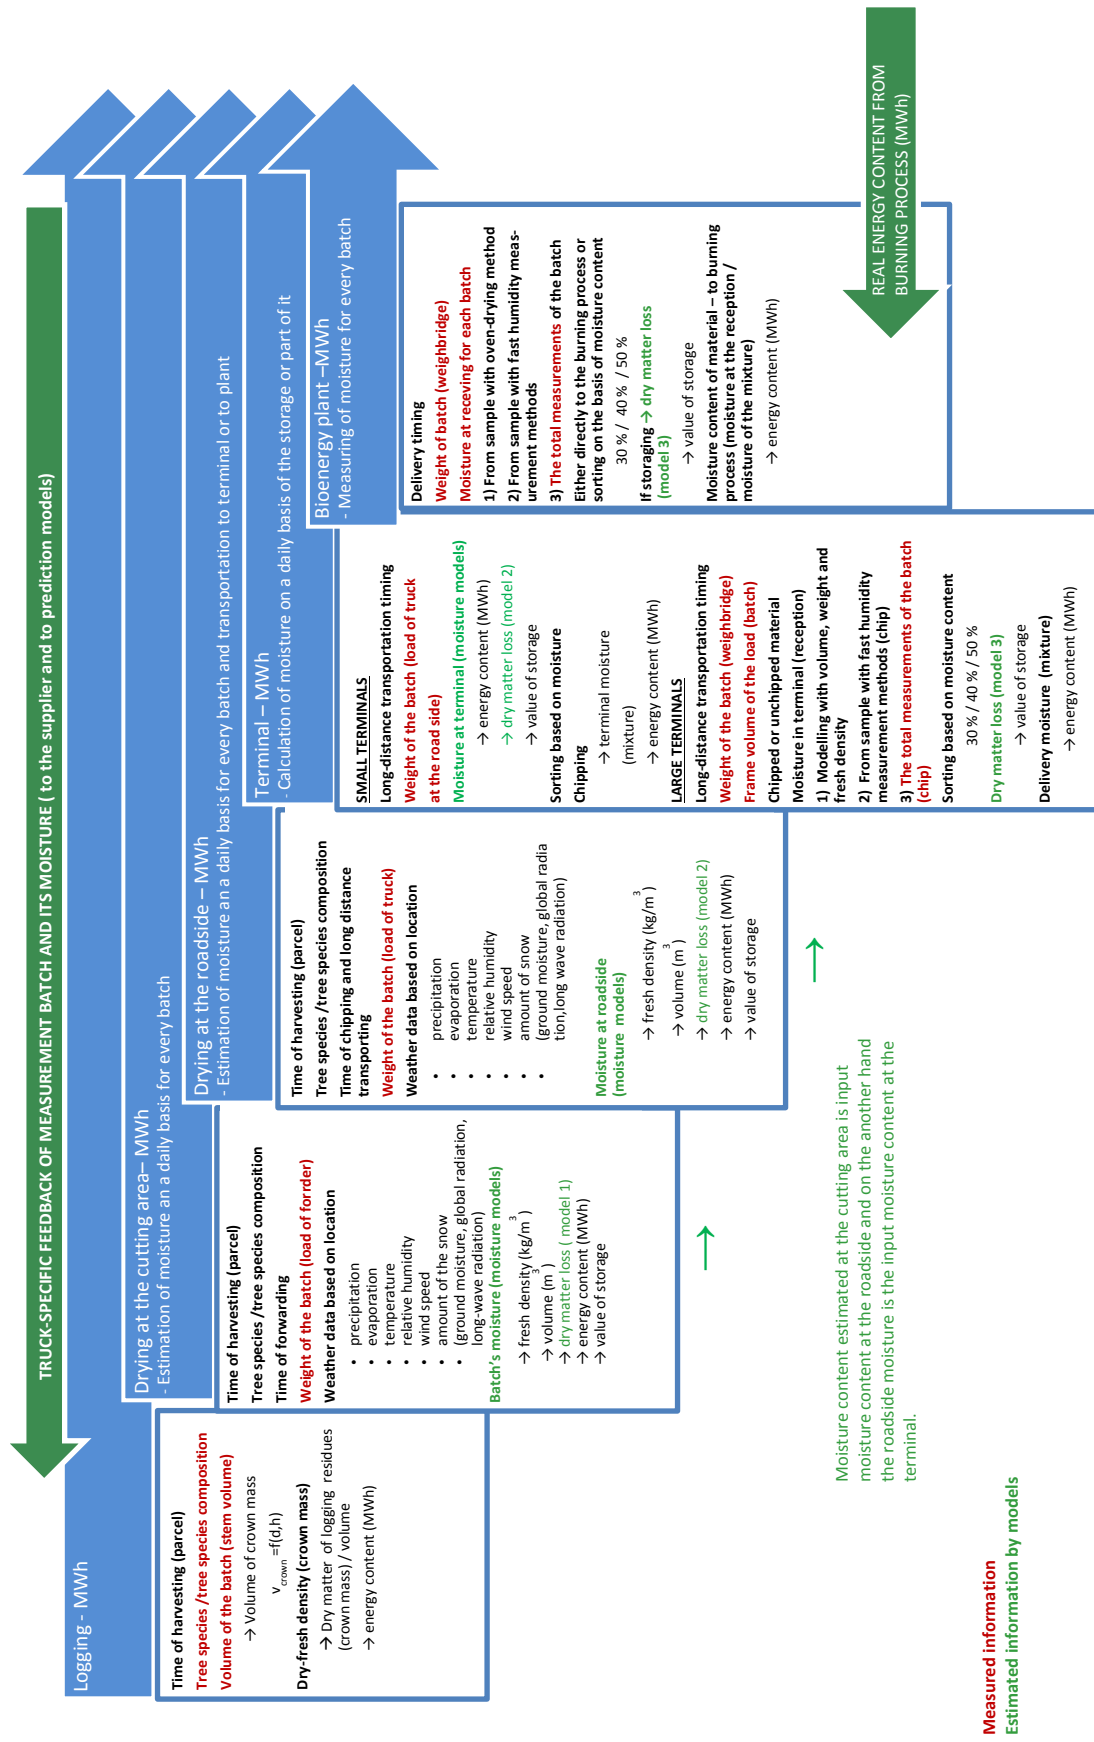 TRUCK-SPECIFIC FEEDBACK OF MEASUREMENT BATCH AND ITS MOISTURE ( to the supplier and to prediction models)
Logging - MWh
Time of harvesting (parcel)
Tree species /tree species composition
Volume of the batch (stem volume)
→ Volume of crown mass
vcrown =f(d,h)
Dry-fresh density (crown mass)
→ Dry matter of logging residues
(crown mass) / volume
→ energy content (MWh)
Drying at the cutting area– MWh
- Estimation of moisture an a daily basis for every batch
Time of harvesting (parcel)
Tree species /tree species composition
Time of forwarding
Weight of the batch (load of forrder)
Weather data based on location
• precipitation
• evaporation
• temperature
• relative humidity
• wind speed
• amount of the snow
• (ground moisture, global radiation,
long-wave radiation)
Batch's moisture (moisture models)
→ fresh density (kg/m3)
→ volume (m3)
→ dry matter loss ( model 1)
→ energy content (MWh)
→ value of storage
→
Drying at the roadside – MWh
- Estimation of moisture an a daily basis for every batch and transportation to terminal or to plant
Time of harvesting (parcel)
Tree species /tree species composition
Time of chipping and long distance
transporting
Weight of the batch (load of truck)
Weather data based on location
• precipitation
• evaporation
• temperature
• relative humidity
• wind speed
• amount of snow
• (ground moisture, global radia
tion,long wave radiation)
Moisture at roadside
(moisture models)
→ fresh density (kg/m3)
→ volume (m3)
→ dry matter loss (model 2)
→ energy content (MWh)
→ value of storage
→
Terminal – MWh
- Calculation of moisture on a daily basis of the storage or part of it
SMALL TERMINALS
Long-distance transportation timing
Weight of the batch (load of truck
at the road side)
Moisture at terminal (moisture models)
→ energy content (MWh)
→ dry matter loss (model 2)
→ value of storage
Sorting based on moisture
Chipping
→ terminal moisture
(mixture)
→ energy content (MWh)
LARGE TERMINALS
Long-distance transportation timing
Weight of the batch (weighbridge)
Frame volume of the load (batch)
Chipped or unchipped material
Moisture in terminal (reception)
1) Modelling with volume, weight and
fresh density
2) From sample with fast humidity
measurement methods (chip)
3) The total measurements of the batch
(chip)
Sorting based on moisture content
30 % / 40 % / 50 %
Dry matter loss (model 3)
→ value of storage
Delivery moisture (mixture)
→ energy content (MWh)
Bioenergy plant –MWh
- Measuring of moisture for every batch
Delivery timing
Weight of batch (weighbridge)
Moisture at receving for each batch
1) From sample with oven-drying method
2) From sample with fast humidity meas-
urement methods
3) The total measurements of the batch
Either directly to the burning process or
sorting on the basis of moisture content
30 % / 40 % / 50 %
If storaging → dry matter loss
(model 3)
→ value of storage
Moisture content of material – to burning
process (moisture at the reception /
moisture of the mixture)
→ energy content (MWh)
REAL ENERGY CONTENT FROM
BURNING PROCESS (MWh)
Moisture content estimated at the cutting area is input
moisture content at the roadside and on the another hand
the roadside moisture is the input moisture content at the
terminal.
Measured information
Estimated information by models